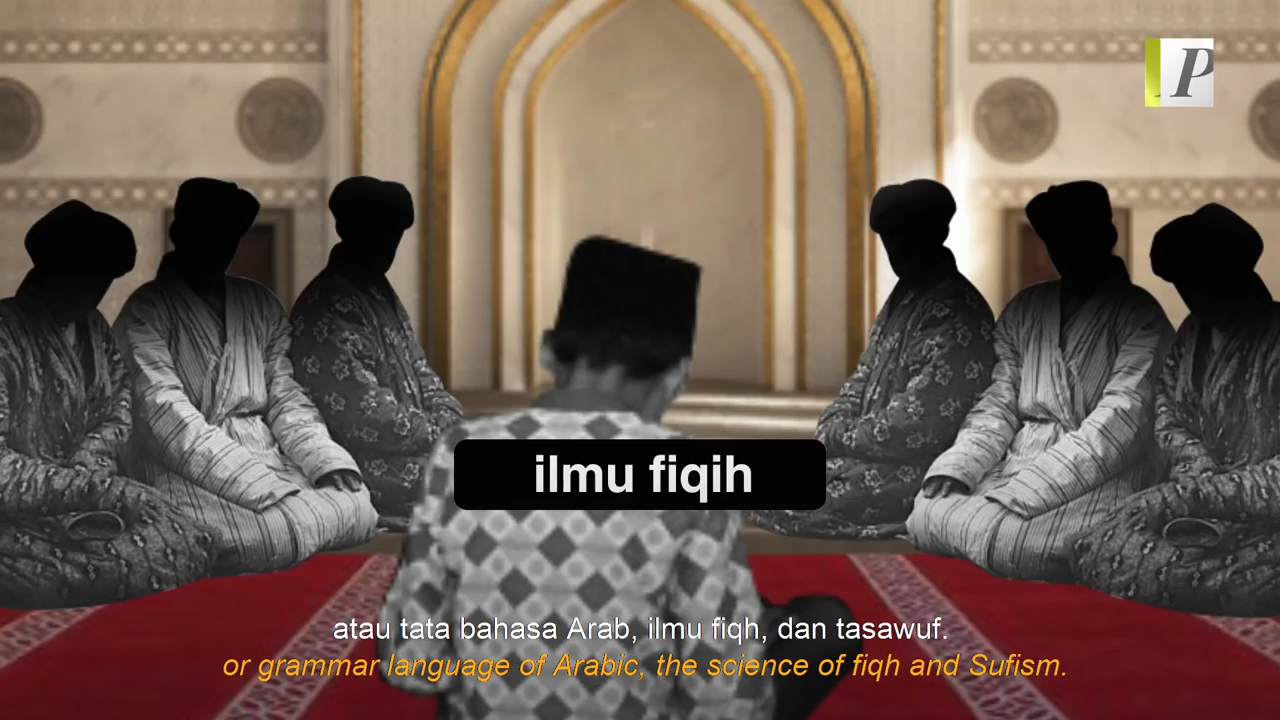 P
ilmu fiqih
atau tata bahasa Arab, ilmu fiqh, dan tasawuf.
or grammar language of Arabic, the science of fiqh and Sufism.